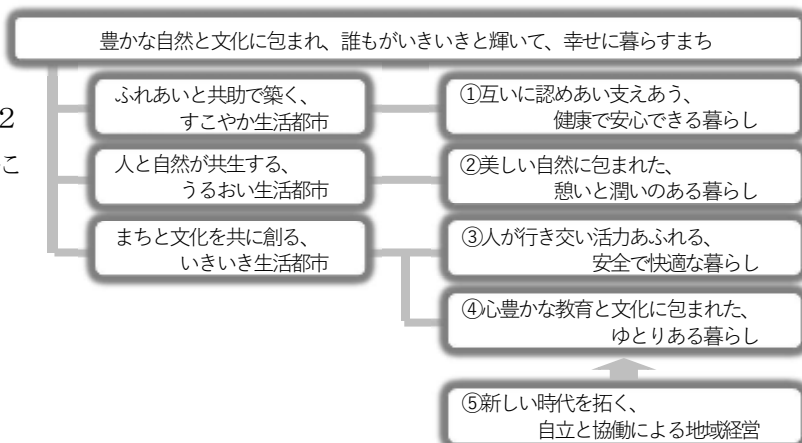 豊かな自然と文化に包まれ、誰もがいきいきと輝いて、幸せに暮らすまち
ふれあいと共助で築く、
すこやか生活都市
①互いに認めあい支えあう、
健康で安心できる暮らし
2
こ
人と自然が共生する、
うるおい生活都市
②美しい自然に包まれた、
憩いと潤いのある暮らし
まちと文化を共に創る、
いきいき生活都市
③人が行き交い活力あふれる、
安全で快適な暮らし
④心豊かな教育と文化に包まれた、
ゆとりある暮らし
⑤新しい時代を拓く、
自立と協働による地域経営